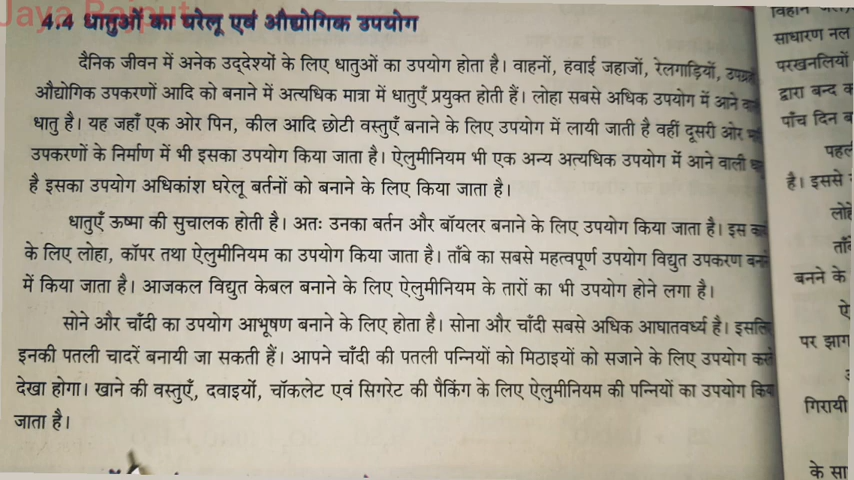 Jaya Rajput
4.4 धातुओं का घरेलू एवं औद्योगिक उपयोग
दैनिक जीवन में अनेक उद्देश्यों के लिए धातुओं का उपयोग होता है। वाहनों, हवाई जहाजों, रेलगाड़ियों,
औद्योगिक उपकरणों आदि को बनाने में अत्यधिक मात्रा में धातुएँ प्रयुक्त होती हैं। लोहा सबसे अधिक उपयोग में आने
धातु है। यह जहाँ एक ओर पिन, कील आदि छोटी वस्तुएँ बनाने के लिए उपयोग में लायी जाती है वहीं दूसरी ओर
उपकरणों के निर्माण में भी इसका उपयोग किया जाता है। ऐलुमीनियम भी एक अन्य अत्यधिक उपयोग में आने वाली
है इसका उपयोग अधिकांश घरेलू बर्तनों को बनाने के लिए किया जाता है।
धातुएँ ऊष्मा की सुचालक होती है। अतः उनका बर्तन और बॉयलर बनाने के लिए उपयोग किया जाता है। इस
के लिए लोहा, कॉपर तथा ऐलुमीनियम का उपयोग किया जाता है। ताँबे का सबसे महत्वपूर्ण उपयोग विद्युत उपकरण
में किया जाता है। आजकल विद्युत केबल बनाने के लिए ऐलुमीनियम के तारों का भी उपयोग होने लगा है।
सोने और चाँदी का उपयोग आभूषण बनाने के लिए होता है। सोना और चाँदी सबसे अधिक आघातवर्ध्य है।
इनकी पतली चादरें बनायी जा सकती हैं। आपने चाँदी की पतली पन्नियों को मिठाइयों को सजाने के लिए उपयोग
देखा होगा। खाने की वस्तुएँ, दवाइयों, चॉकलेट एवं सिगरेट की पैकिंग के लिए ऐलुमीनियम की पन्नियों का उपयोग
जाता है।
साधारण नल
परखनलियों
द्वारा बन्द
पाँच दिन
है। इससे
बनने के
पर झाग
गिरायी
के सा